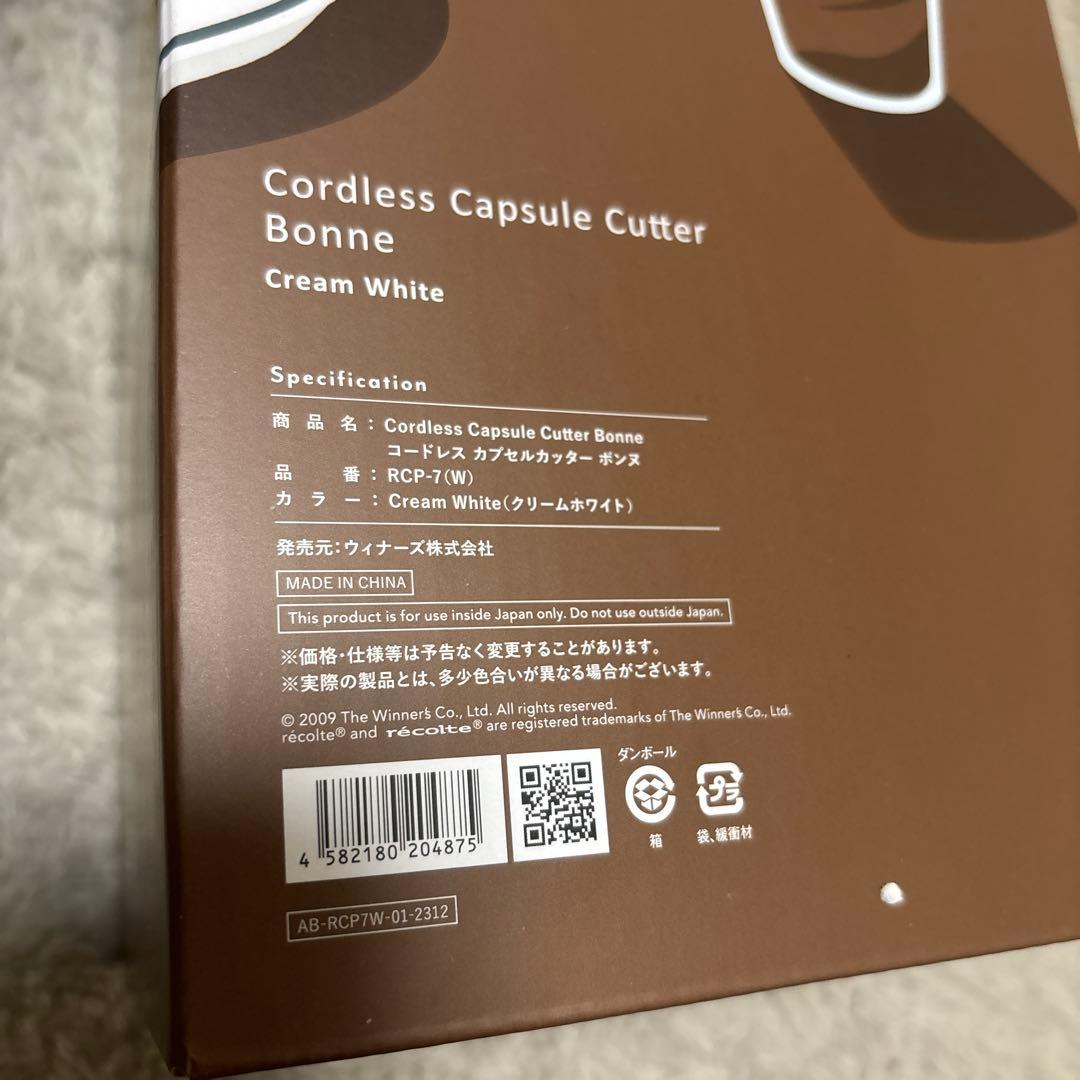 Cordless Capsule Cutter
Bonne
Cream White
Specification
商品名：Cordless Capsule Cutter Bonne
コードレス カプセルカッター ボンヌ
品番：RCP-7(W)
カラー：Cream White(クリームホワイト)
発売元：ウィナーズ株式会社
MADE IN CHINA
This product is for use inside Japan only. Do not use outside Japan.
※価格・仕様等は予告なく変更することがあります。
※実際の製品とは、多少色合いが異なる場合がございます。
© 2009 The Winner's Co., Ltd. All rights reserved.
récolte® and récolte® are registered trademarks of The Winner's Co., Ltd.
ダンボール
プラ
箱
袋、緩衝材
4 582180 204875
AB-RCP7W-01-2312